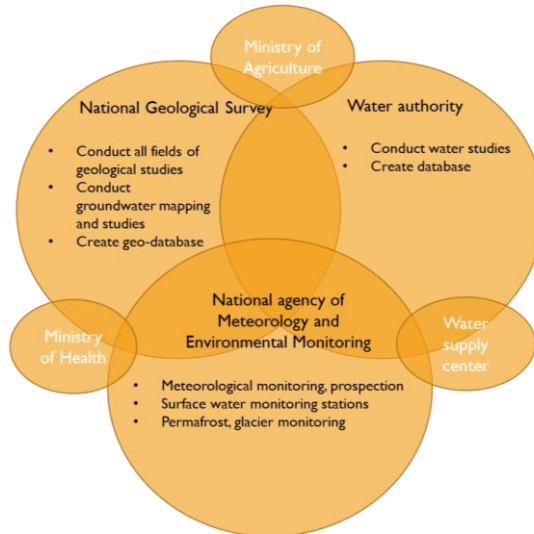 Ministry of
Agriculture
National Geological Survey
• Conduct all fields of
geological studies
• Conduct
groundwater mapping
and studies
• Create geo-database
Water authority
• Conduct water studies
• Create database
National agency of
Meteorology and
Environmental Monitoring
• Meteorological monitoring, prospection
• Surface water monitoring stations
• Permafrost, glacier monitoring
Ministry
of Health
Water
supply
center